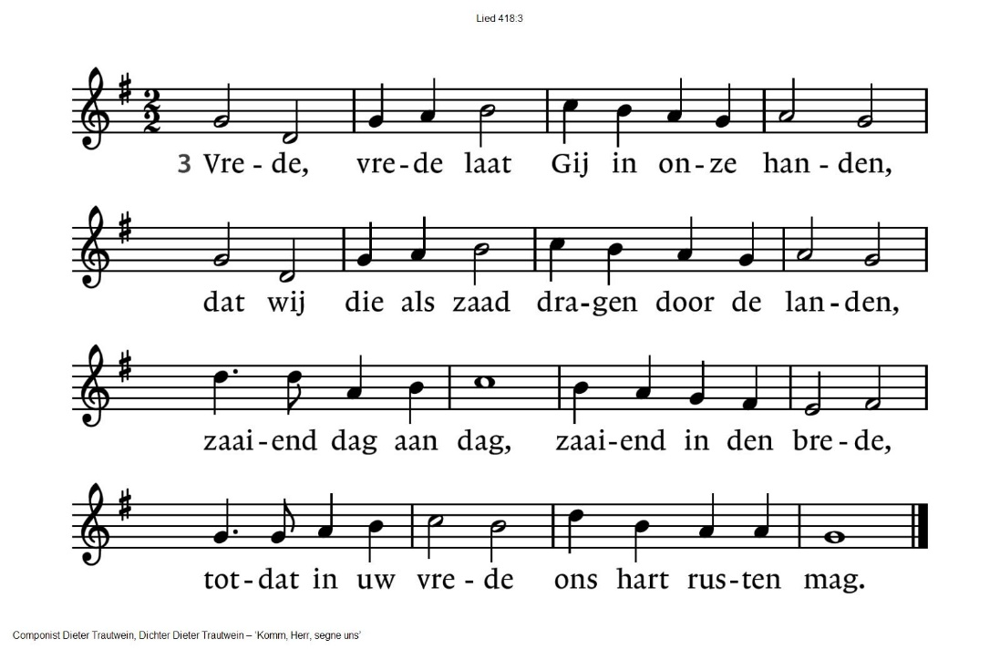 Lied 418:3
3 Vre - de, vre - de laat Gij in on - ze han - den,
dat wij die als zaad dra - gen door de lan - den,
zaai - end dag aan dag, zaai - end in den bre - de,
tot - dat in uw vre - de ons hart rus - ten mag.
Componist Dieter Trautwein, Dichter Dieter Trautwein – ‘Komm, Herr, segne uns’